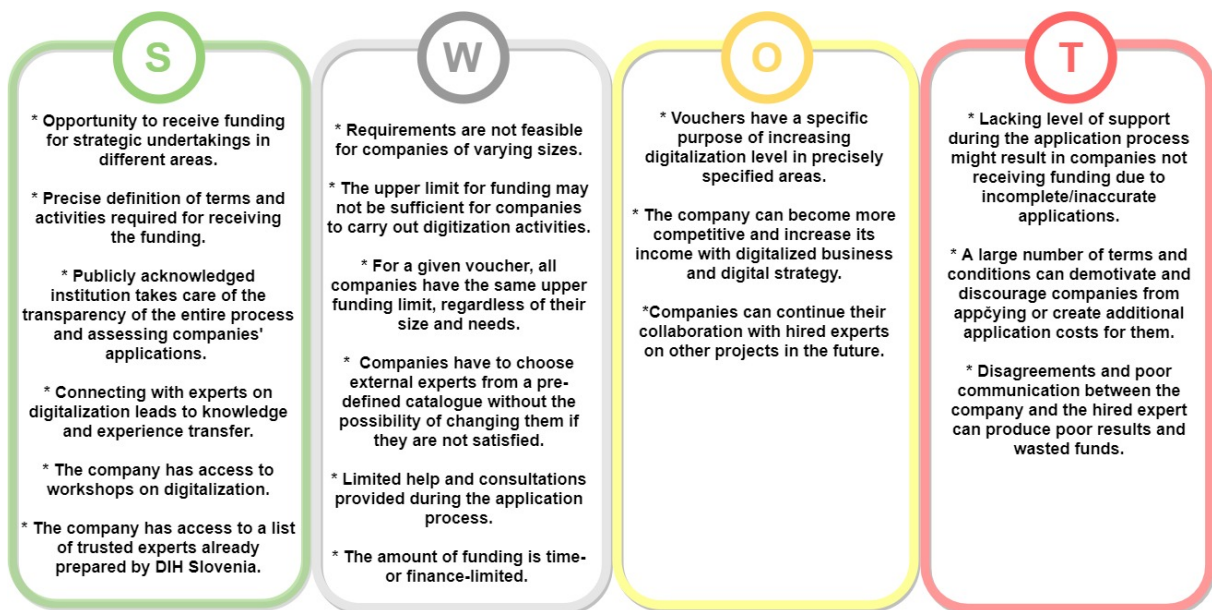 S
* Opportunity to receive funding
for strategic undertakings in
different areas.
* Precise definition of terms and
activities required for receiving
the funding.
* Publicly acknowledged
institution takes care of the
transparency of the entire process
and assessing companies'
applications.
* Connecting with experts on
digitalization leads to knowledge
and experience transfer.
* The company has access to
workshops on digitalization.
* The company has access to a list
of trusted experts already
prepared by DIH Slovenia.
W
* Requirements are not feasible
for companies of varying sizes.
* The upper limit for funding may
not be sufficient for companies
to carry out digitization activities.
* For a given voucher, all
companies have the same upper
funding limit, regardless of their
size and needs.
* Companies have to choose
external experts from a pre-
defined catalogue without the
possibility of changing them if
they are not satisfied.
* Limited help and consultations
provided during the application
process.
* The amount of funding is time-
or finance-limited.
O
* Vouchers have a specific
purpose of increasing
digitalization level in precisely
specified areas.
* The company can become more
competitive and increase its
income with digitalized business
and digital strategy.
*Companies can continue their
collaboration with hired experts
on other projects in the future.
T
* Lacking level of support
during the application process
might result in companies not
receiving funding due to
incomplete/inaccurate
applications.
* A large number of terms and
conditions can demotivate and
discourage companies from
appčying or create additional
application costs for them.
* Disagreements and poor
communication between the
company and the hired expert
can produce poor results and
wasted funds.